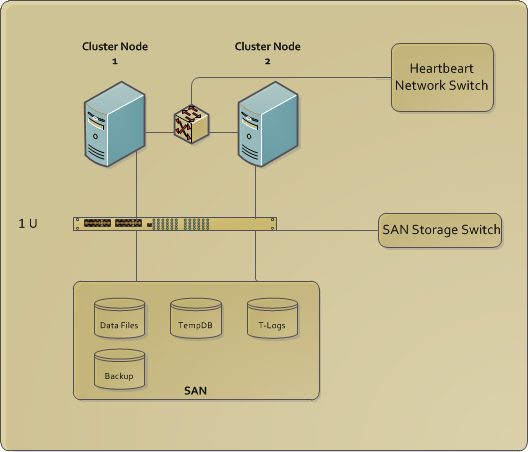 Cluster Node
1
Cluster Node
2
Heartbeart
Network Switch
1 U
SAN Storage Switch
Data Files
TempDB
T-Logs
Backup
SAN